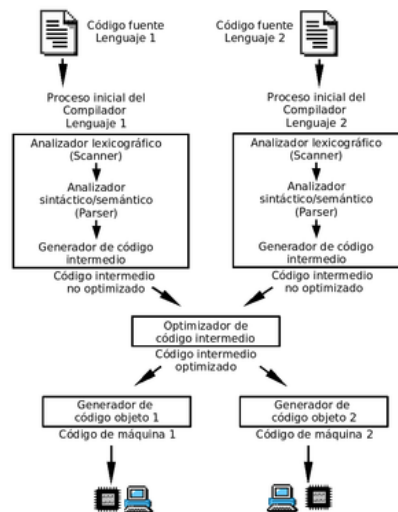 Código fuente
Lenguaje 1
Proceso inicial del
Compilador
Lenguaje 1
Analizador lexicográfico
(Scanner)
Analizador
sintáctico/semántico
(Parser)
Generador de código
intermedio
Código intermedio
no optimizado
Código fuente
Lenguaje 2
Proceso inicial del
Compilador
Lenguaje 2
Analizador lexicográfico
(Scanner)
Analizador
sintáctico/semántico
(Parser)
Generador de código
intermedio
Código intermedio
no optimizado
Optimizador de
código intermedio
Código intermedio
optimizado
Generador de
código objeto 1
Código de máquina 1
Generador de
código objeto 2
Código de máquina 2